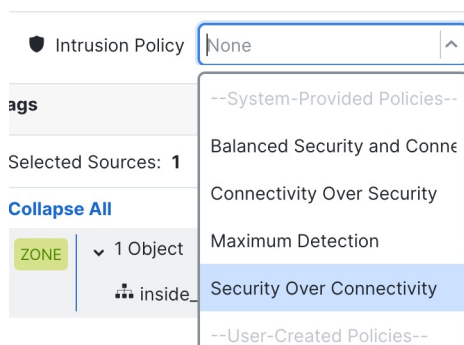 Intrusion Policy
None
--System-Provided Policies--
ags
Balanced Security and Conne
Selected Sources: 1
Connectivity Over Security
Collapse All
Maximum Detection
ZONE
1 Object
Security Over Connectivity
inside_
--User-Created Policies--